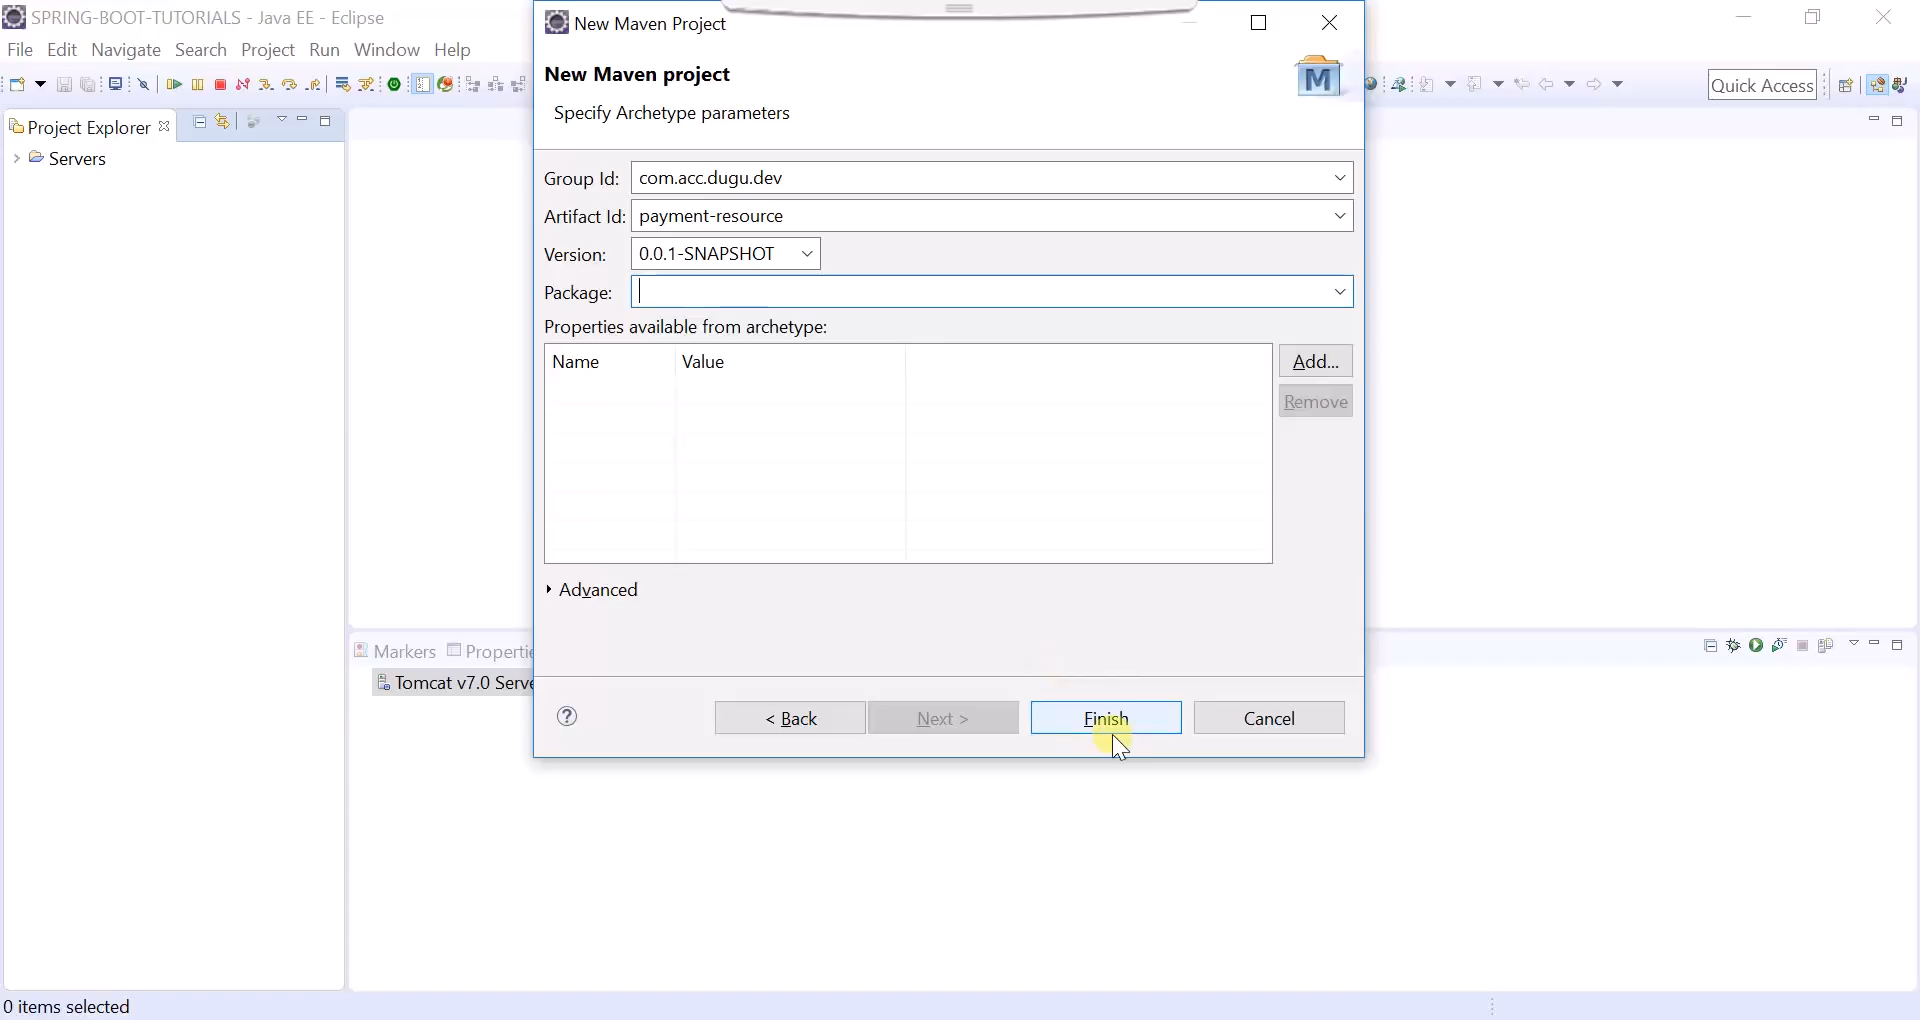 SPRING-BOOT-TUTORIALS - Java EE - Eclipse
File Edit Navigate Search Project Run Window Help
Quick Access
Project Explorer
Servers
New Maven Project
New Maven project
M
Specify Archetype parameters
Group Id: com.acc.dugu.dev
Artifact Id: payment-resource
Version: 0.0.1-SNAPSHOT
Package:
Properties available from archetype:
Name Value
Add...
Remove
Advanced
? < Back Next > Finish Cancel
Markers Propertie
Tomcat v7.0 Serve
0 items selected